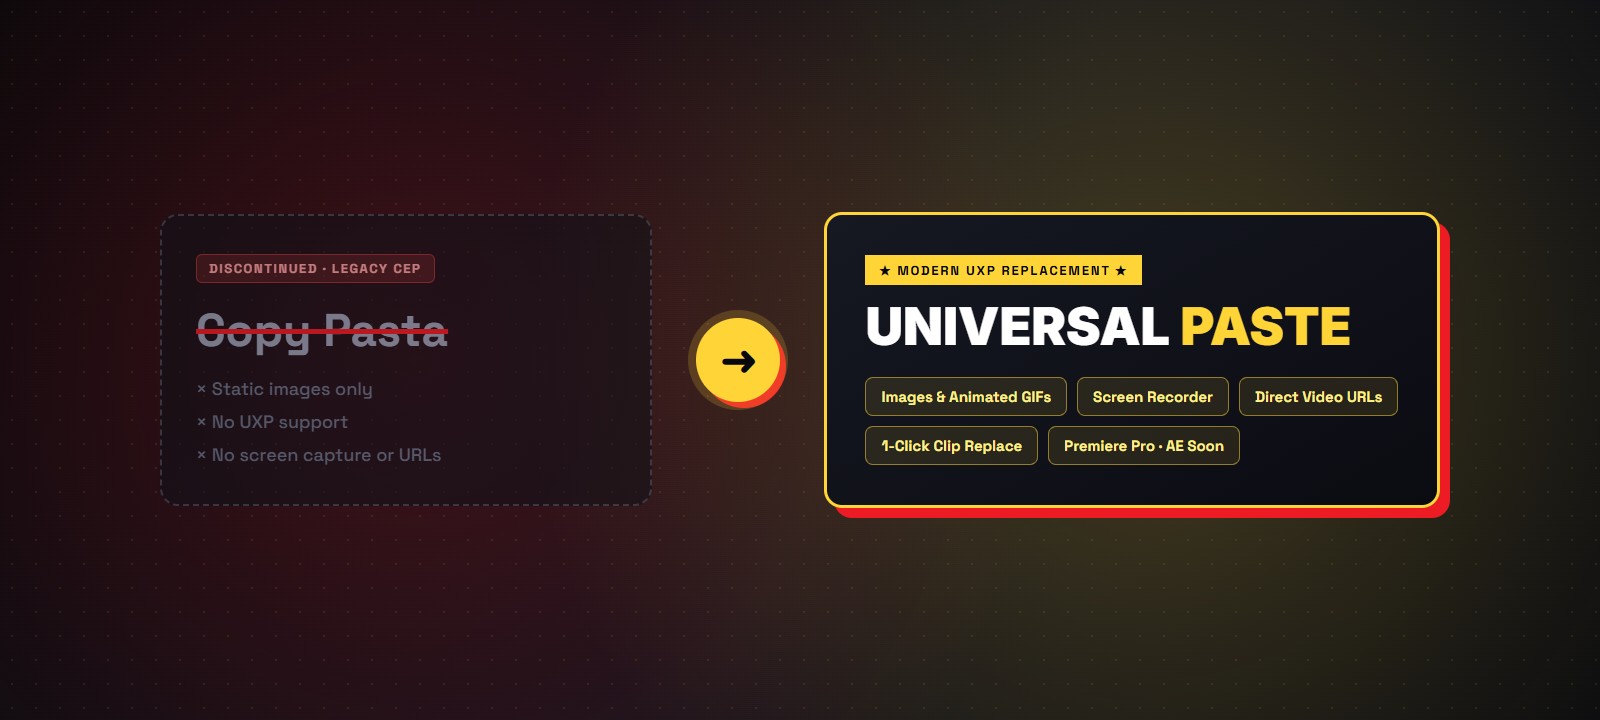 DISCONTINUED · LEGACY CEP
Copy Pasta
× Static images only
× No UXP support
× No screen capture or URLs
➜
★ MODERN UXP REPLACEMENT ★
UNIVERSAL PASTE
Images & Animated GIFs
Screen Recorder
Direct Video URLs
1-Click Clip Replace
Premiere Pro · AE Soon